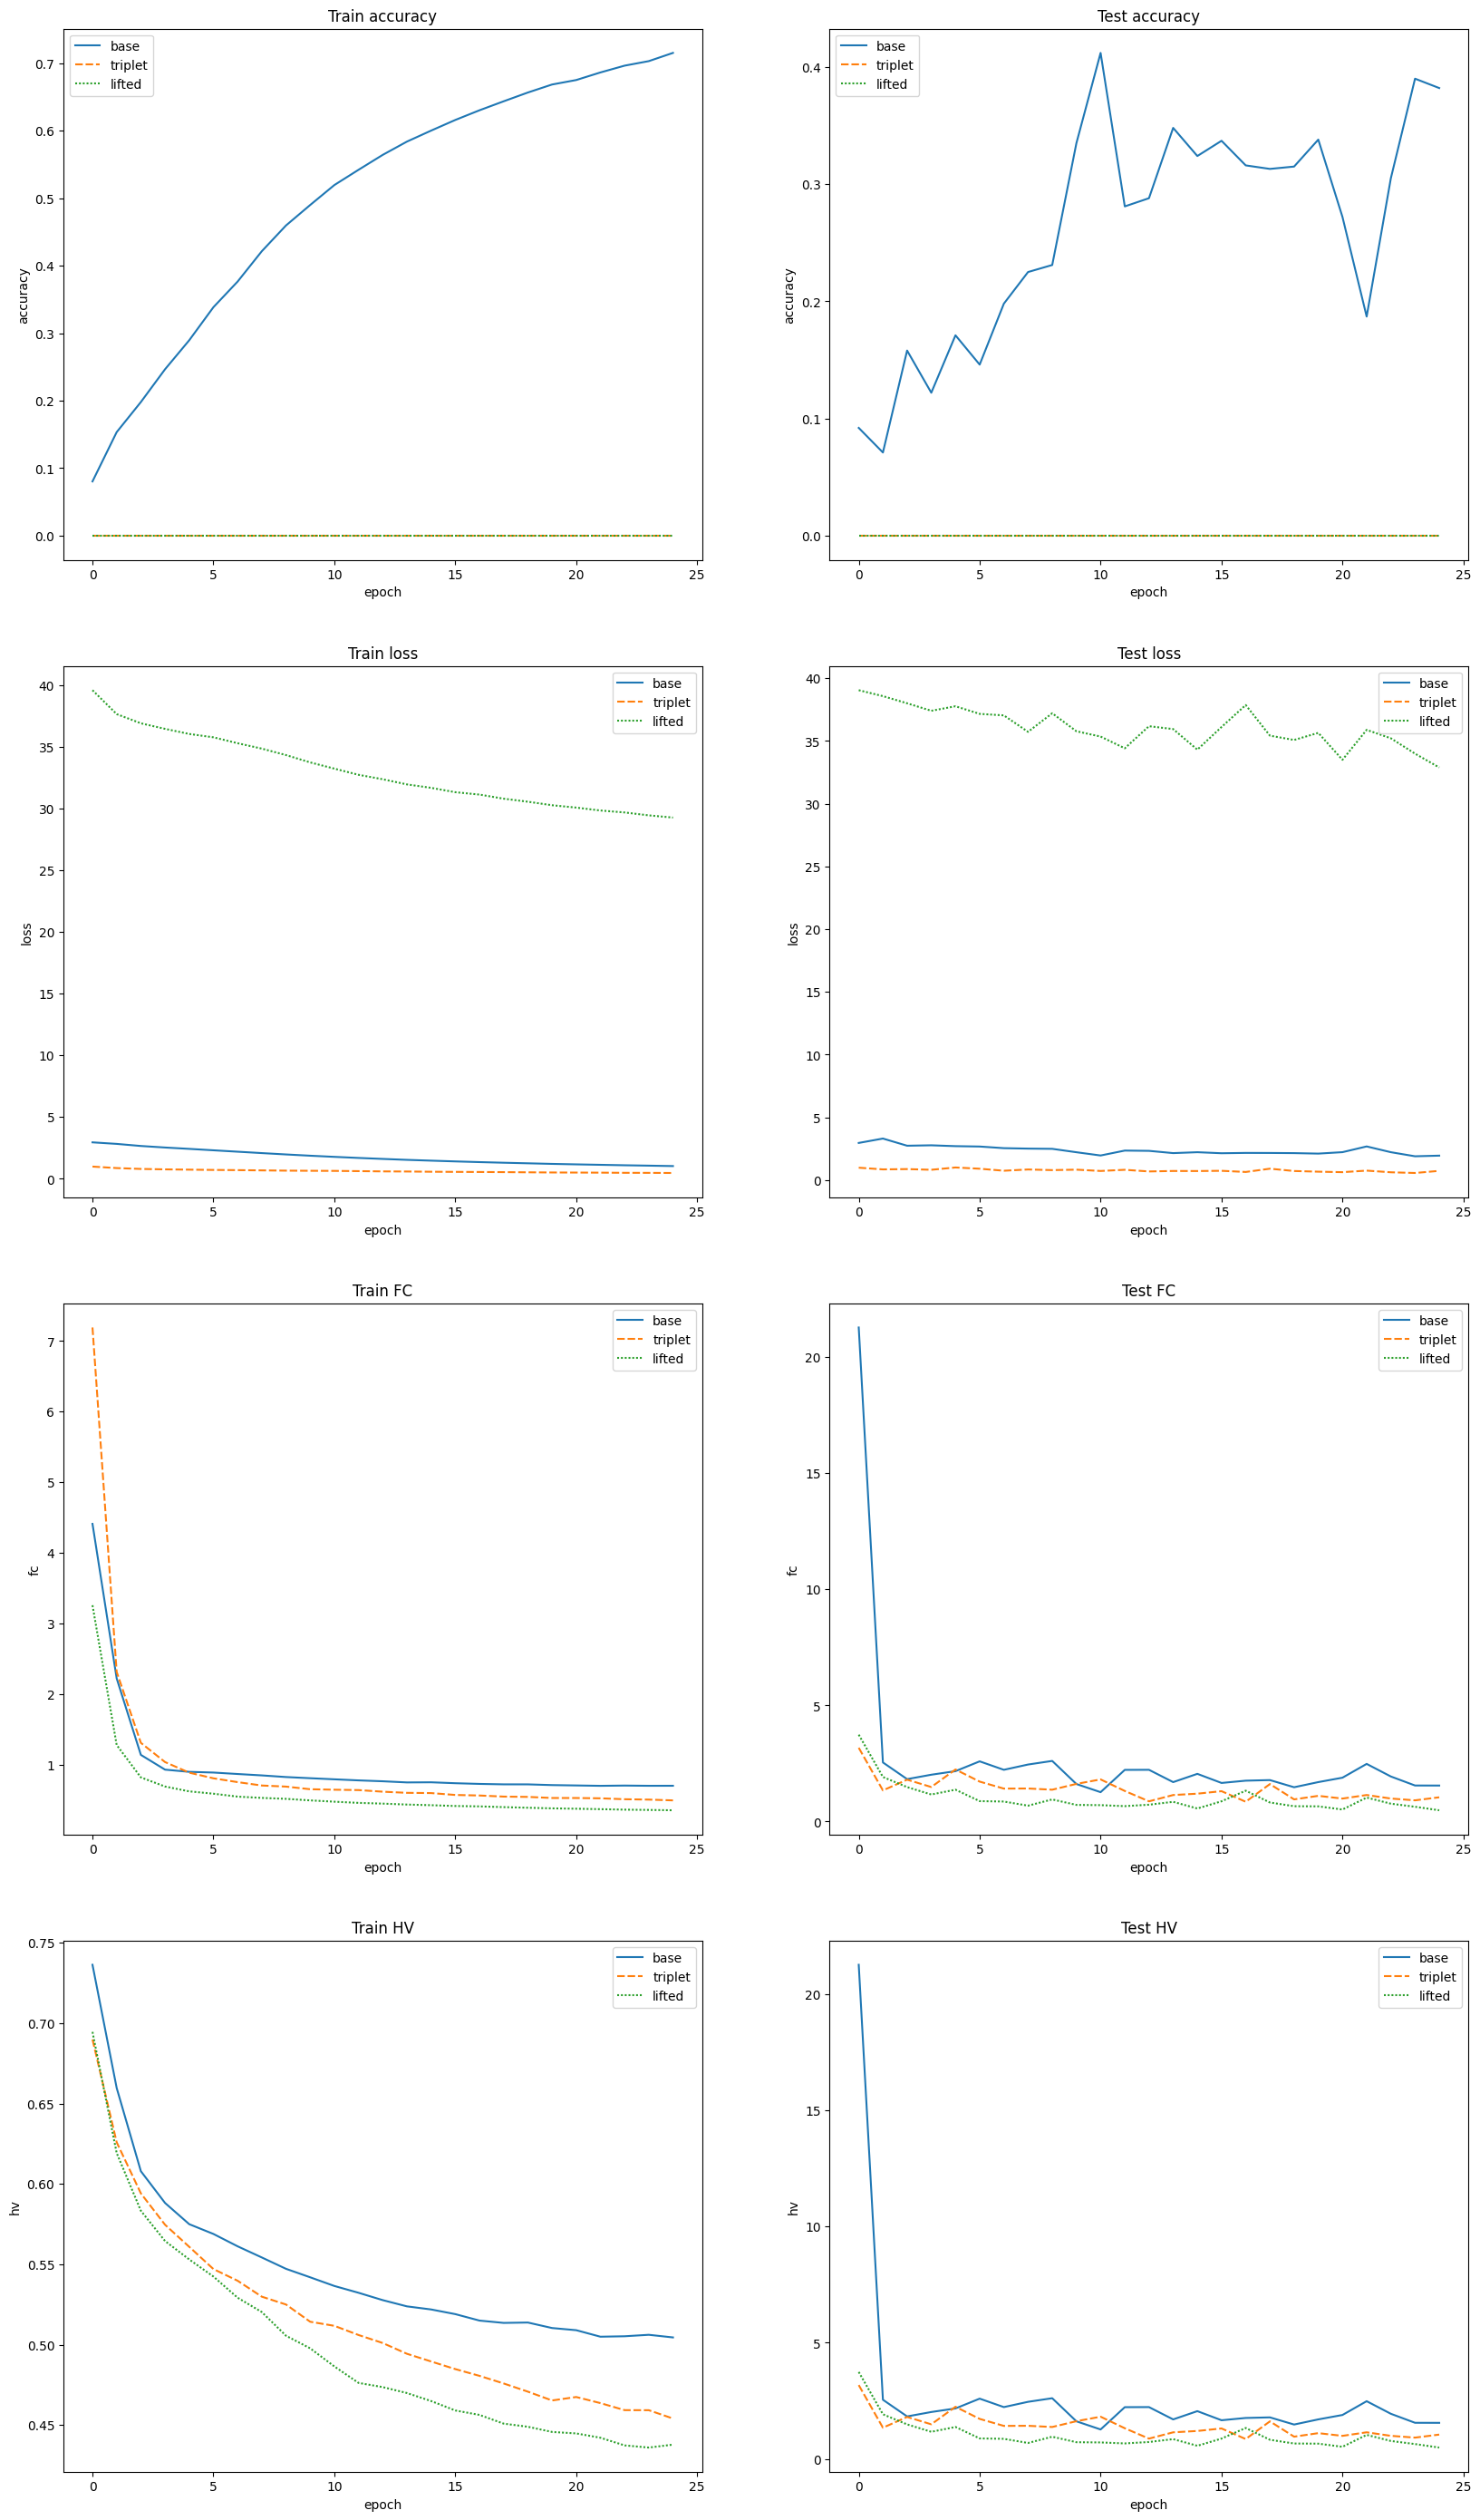 Train accuracy
base
triplet
lifted
0.7
0.6
0.5
0.4
0.3
0.2
0.1
0.0
accuracy
0 5 10 15 20 25
epoch
Test accuracy
base
triplet
lifted
0.4
0.3
0.2
0.1
0.0
accuracy
0 5 10 15 20 25
epoch
Train loss
base
triplet
lifted
40
35
30
25
20
15
10
5
0
loss
0 5 10 15 20 25
epoch
Test loss
base
triplet
lifted
40
35
30
25
20
15
10
5
0
loss
0 5 10 15 20 25
epoch
Train FC
base
triplet
lifted
7
6
5
4
3
2
1
fc
0 5 10 15 20 25
epoch
Test FC
base
triplet
lifted
20
15
10
5
0
fc
0 5 10 15 20 25
epoch
Train HV
base
triplet
lifted
0.75
0.70
0.65
0.60
0.55
0.50
0.45
hv
0 5 10 15 20 25
epoch
Test HV
base
triplet
lifted
20
15
10
5
0
hv
0 5 10 15 20 25
epoch